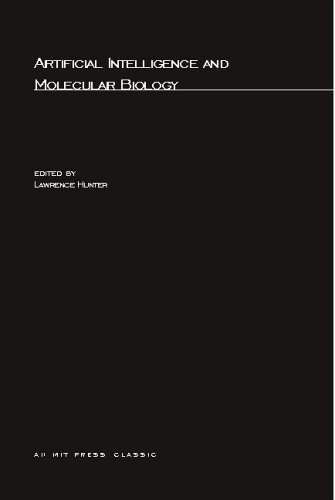 Artificial Intelligence and
Molecular Biology
EDITED BY
Lawrence Hunter
AN MIT PRESS CLASSIC